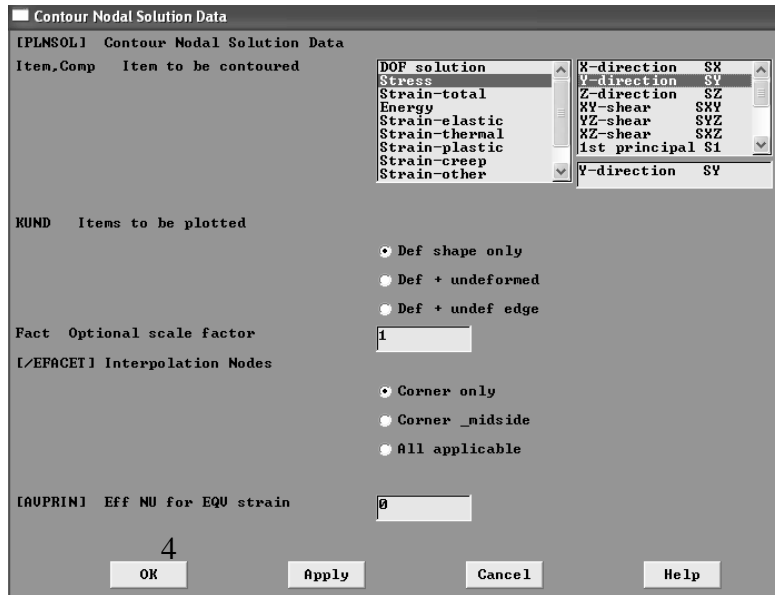 Contour Nodal Solution Data
[PLNSOL] Contour Nodal Solution Data
Item,Comp Item to be contoured
DOF solution
Stress
Strain-total
Energy
Strain-elastic
Strain-thermal
Strain-plastic
Strain-creep
Strain-other
X-direction SX
Y-direction SY
Z-direction SZ
XY-shear SXY
YZ-shear SYZ
XZ-shear SXZ
1st principal S1
Y-direction SY
KUND Items to be plotted
Def shape only
Def + undeformed
Def + undef edge
Fact Optional scale factor
1
[/EFACET] Interpolation Nodes
Corner only
Corner _midside
All applicable
[AVPRIN] Eff NU for EQV strain
0
4
OK Apply Cancel Help